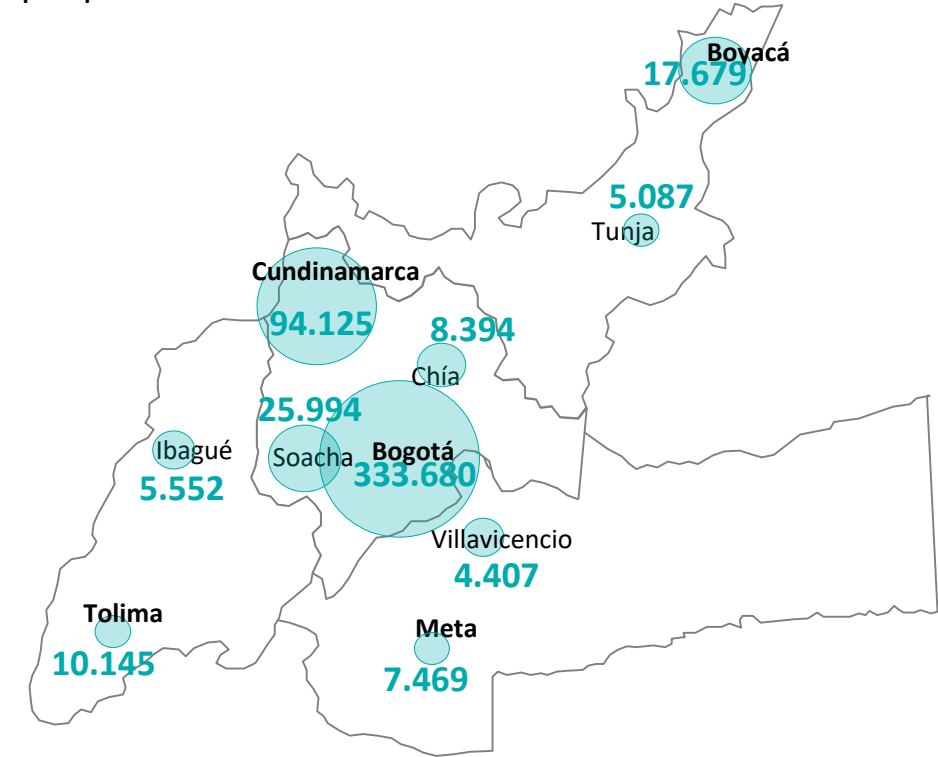 Boyacá
17.679
5.087
Tunja
Cundinamarca
94.125
8.394
Chía
25.994
Soacha
Bogotá
333.680
Ibagué
5.552
Villavicencio
4.407
Tolima
10.145
Meta
7.469